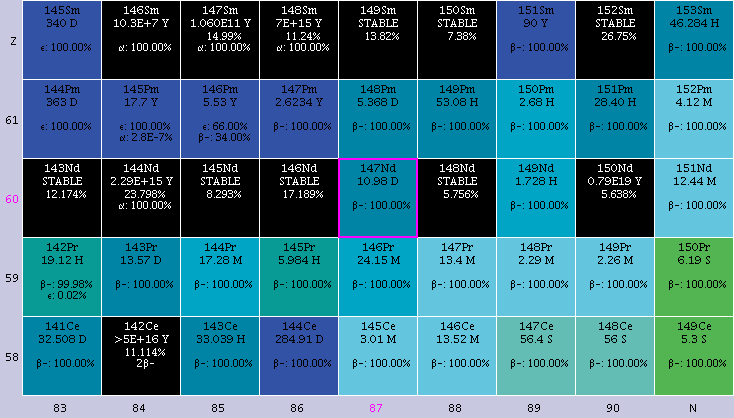 145Sm
340 D
ϵ: 100.00%
146Sm
10.3E+7 Y
α: 100.00%
147Sm
1.060E11 Y
14.99%
α: 100.00%
148Sm
7E+15 Y
11.24%
α: 100.00%
149Sm
STABLE
13.82%
150Sm
STABLE
7.38%
151Sm
90 Y
β−: 100.00%
152Sm
STABLE
26.75%
153Sm
46.284 H
β−: 100.00%
Z
144Pm
363 D
ϵ: 100.00%
145Pm
17.7 Y
ϵ: 100.00%
α: 2.8E-7%
146Pm
5.53 Y
ϵ: 66.00%
β−: 34.00%
147Pm
2.6234 Y
β−: 100.00%
148Pm
5.368 D
β−: 100.00%
149Pm
53.08 H
β−: 100.00%
150Pm
2.68 H
β−: 100.00%
151Pm
28.40 H
β−: 100.00%
152Pm
4.12 M
β−: 100.00%
61
143Nd
STABLE
12.174%
144Nd
2.29E+15 Y
23.798%
α: 100.00%
145Nd
STABLE
8.293%
146Nd
STABLE
17.189%
147Nd
10.98 D
β−: 100.00%
148Nd
STABLE
5.756%
149Nd
1.728 H
β−: 100.00%
150Nd
0.79E19 Y
5.638%
151Nd
12.44 M
β−: 100.00%
60
142Pr
19.12 H
β−: 99.98%
ϵ: 0.02%
143Pr
13.57 D
β−: 100.00%
144Pr
17.28 M
β−: 100.00%
145Pr
5.984 H
β−: 100.00%
146Pr
24.15 M
β−: 100.00%
147Pr
13.4 M
β−: 100.00%
148Pr
2.29 M
β−: 100.00%
149Pr
2.26 M
β−: 100.00%
150Pr
6.19 S
β−: 100.00%
59
141Ce
32.508 D
β−: 100.00%
142Ce
>5E+16 Y
11.114%
2β−
143Ce
33.039 H
β−: 100.00%
144Ce
284.91 D
β−: 100.00%
145Ce
3.01 M
β−: 100.00%
146Ce
13.52 M
β−: 100.00%
147Ce
56.4 S
β−: 100.00%
148Ce
56 S
β−: 100.00%
149Ce
5.3 S
β−: 100.00%
58
83 84 85 86 87 88 89 90 N